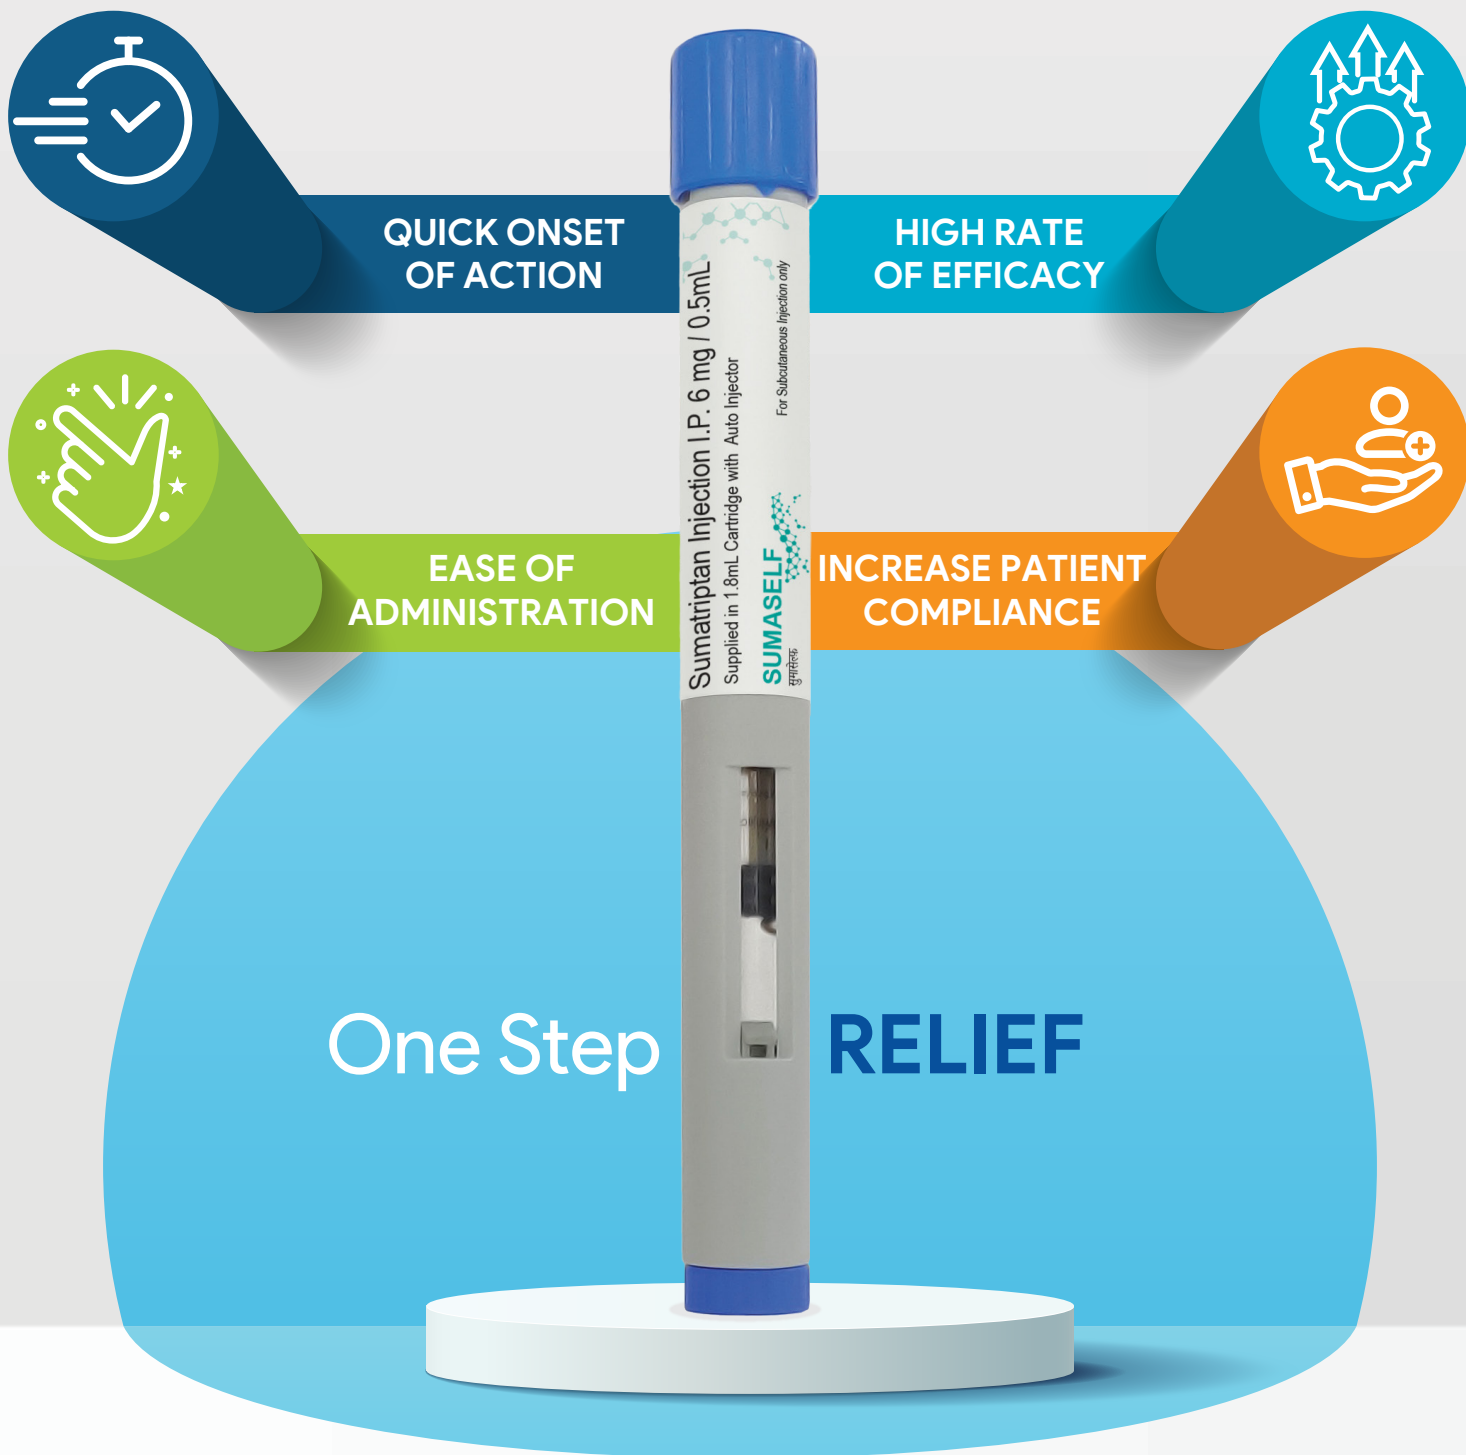 QUICK ONSET
OF ACTION
HIGH RATE
OF EFFICACY
EASE OF
ADMINISTRATION
INCREASE PATIENT
COMPLIANCE
Sumatriptan Injection I.P. 6 mg / 0.5mL
Supplied in 1.8mL Cartridge with Auto Injector
For Subcutaneous Injection only
SUMASELF
सुमासेल्फ
One Step
RELIEF